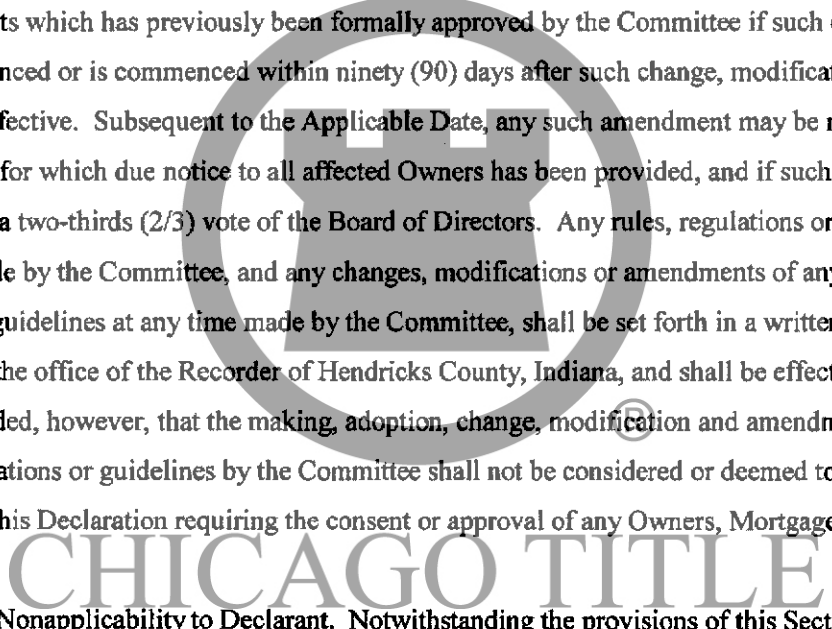 ts which has previously been formally approved by the Committee if such
nced or is commenced within ninety (90) days after such change, modificat
fective. Subsequent to the Applicable Date, any such amendment may be
for which due notice to all affected Owners has been provided, and if such
a two-thirds (2/3) vote of the Board of Directors. Any rules, regulations or
le by the Committee, and any changes, modifications or amendments of any
guidelines at any time made by the Committee, shall be set forth in a written
the office of the Recorder of Hendricks County, Indiana, and shall be effect
led, however, that the making, adoption, change, modification and amendn
®
ations or guidelines by the Committee shall not be considered or deemed to
his Declaration requiring the consent or approval of any Owners, Mortgage
CHICAGO TITLE
Nonapplicability to Declarant. Notwithstanding the provisions of this Sect